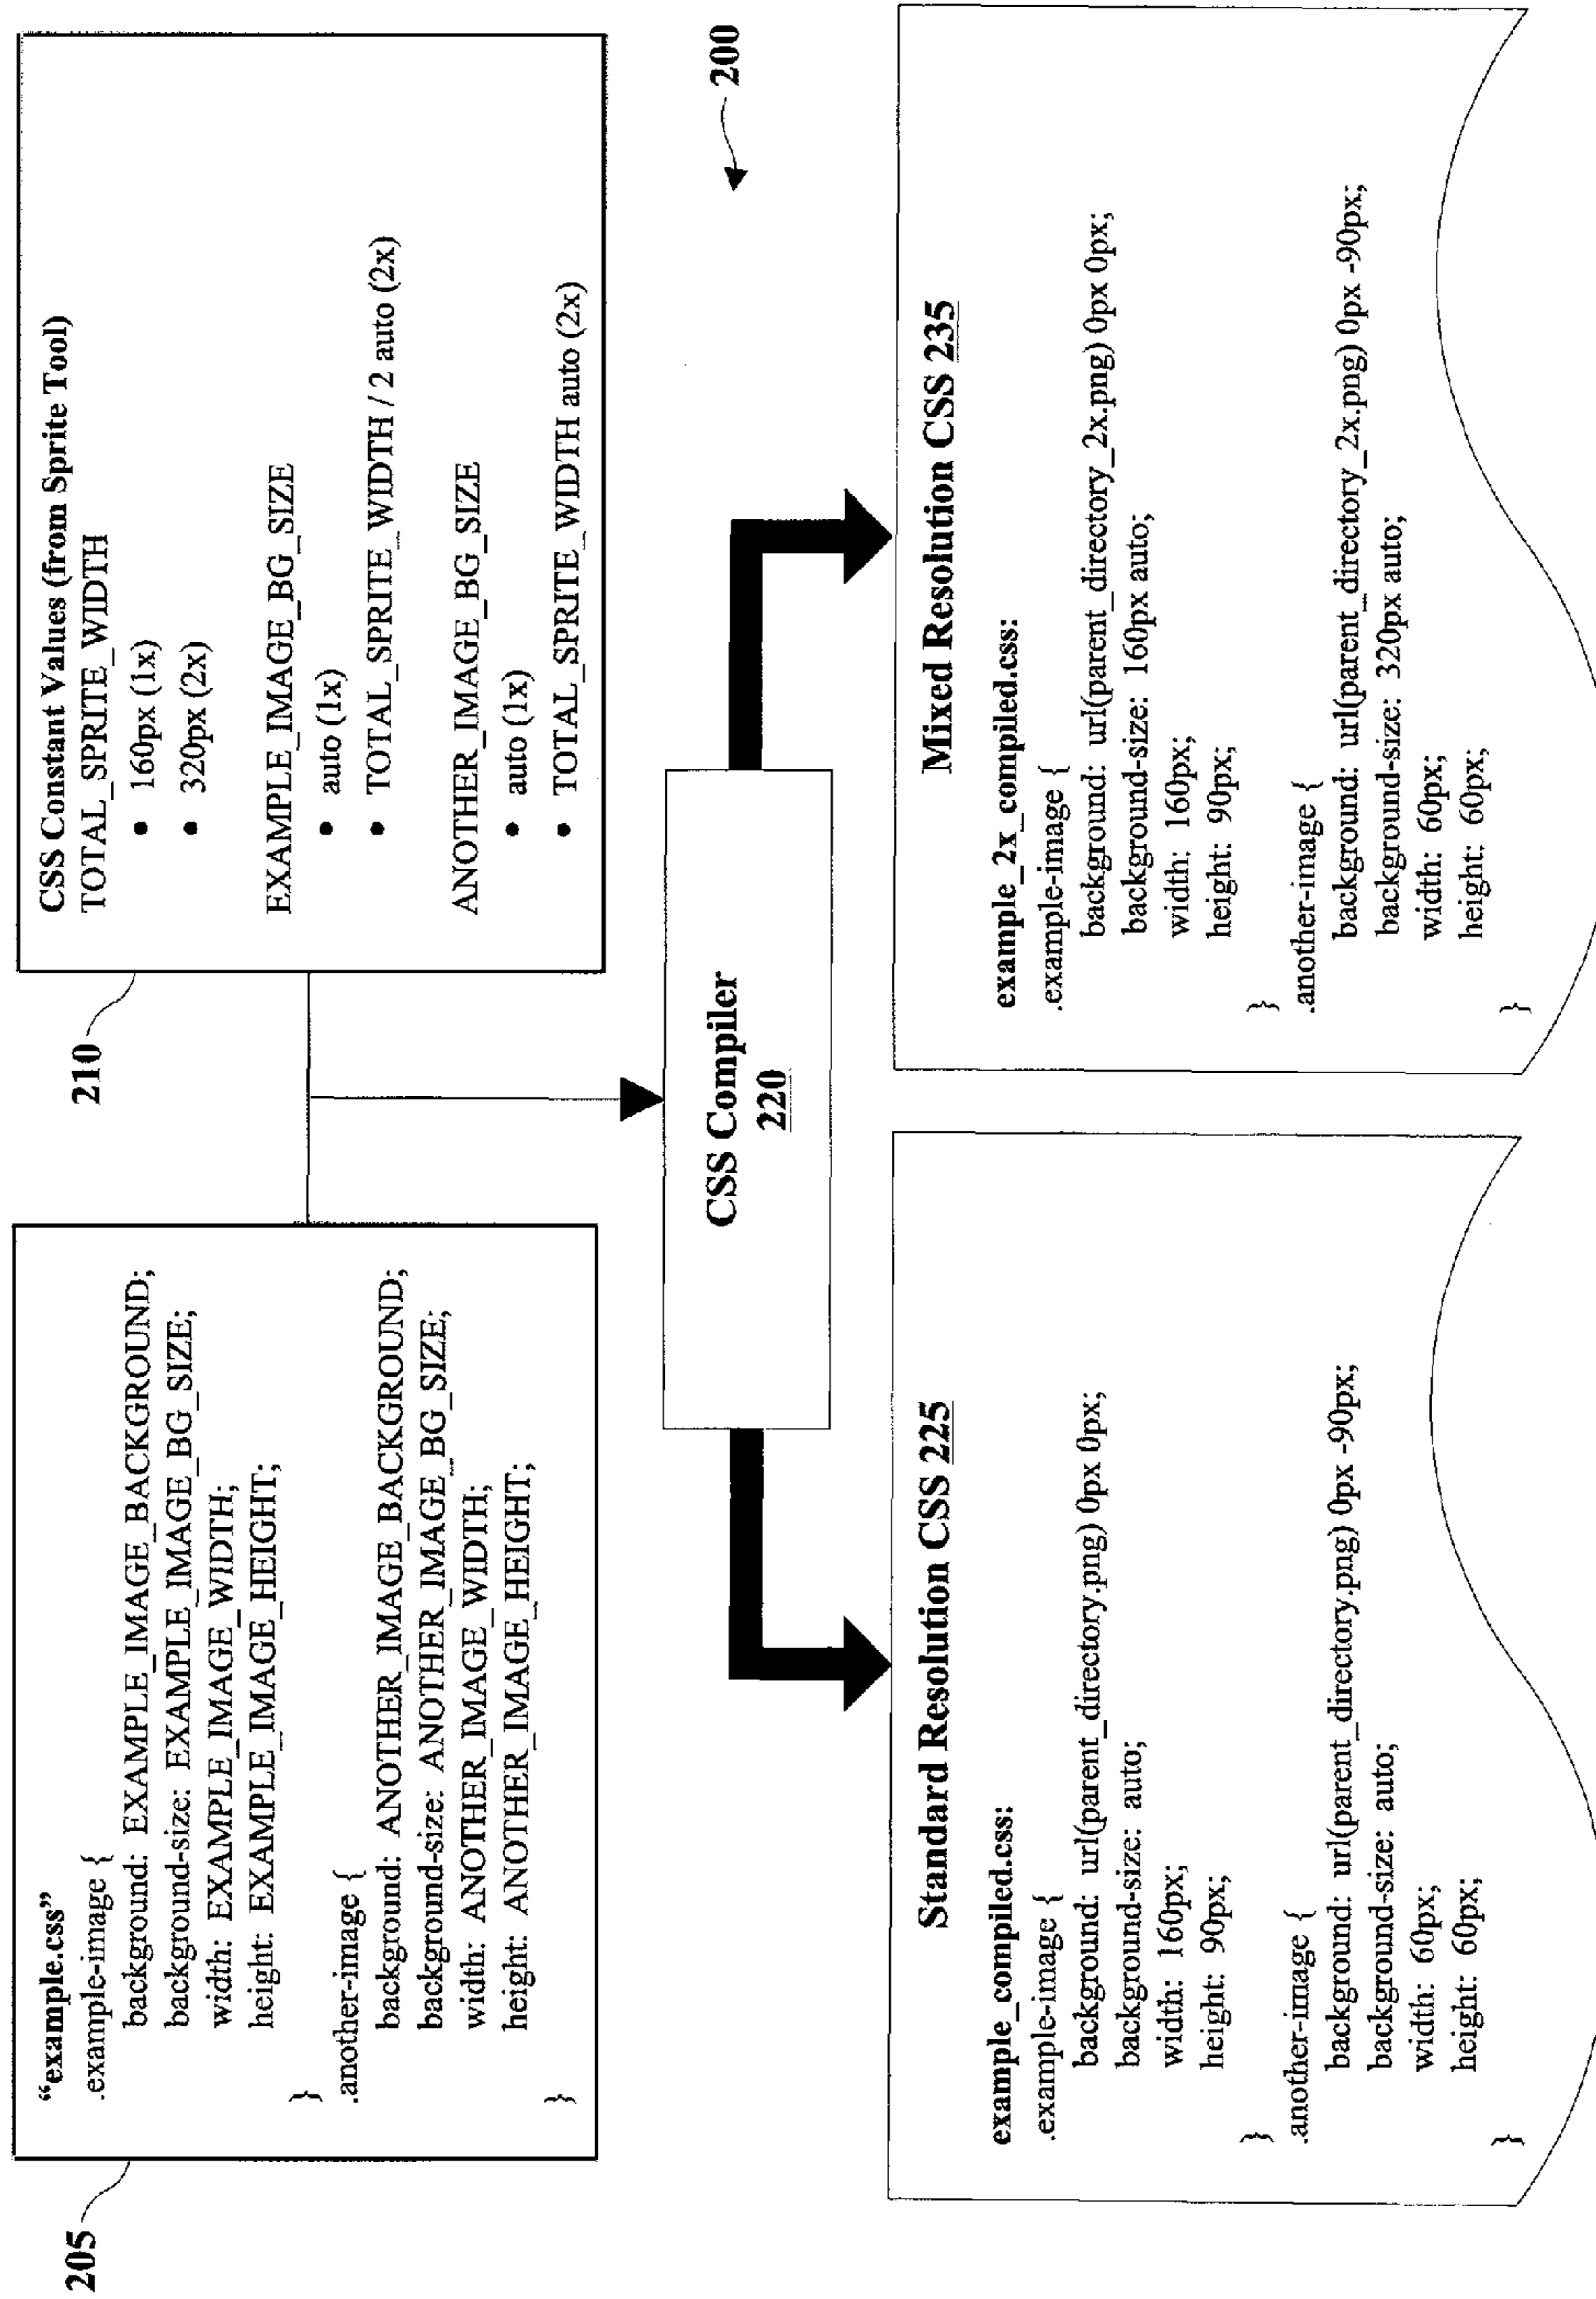 205
“example.css”
.example-image {
background: EXAMPLE_IMAGE_BACKGROUND;
background-size: EXAMPLE_IMAGE_BG_SIZE;
width: EXAMPLE_IMAGE_WIDTH;
height: EXAMPLE_IMAGE_HEIGHT;
}
.another-image {
background: ANOTHER_IMAGE_BACKGROUND;
background-size: ANOTHER_IMAGE_BG_SIZE;
width: ANOTHER_IMAGE_WIDTH;
height: ANOTHER_IMAGE_HEIGHT;
}
210
CSS Constant Values (from Sprite Tool)
TOTAL_SPRITE_WIDTH
• 160px (1x)
• 320px (2x)
EXAMPLE_IMAGE_BG_SIZE
• auto (1x)
• TOTAL_SPRITE_WIDTH / 2 auto (2x)
ANOTHER_IMAGE_BG_SIZE
• auto (1x)
• TOTAL_SPRITE_WIDTH auto (2x)
CSS Compiler
220
200
Standard Resolution CSS 225
example_compiled.css:
.example-image {
background: url(parent_directory.png) 0px 0px;
background-size: auto;
width: 160px;
height: 90px;
}
.another-image {
background: url(parent_directory.png) 0px -90px;
background-size: auto;
width: 60px;
height: 60px;
}
Mixed Resolution CSS 235
example_2x_compiled.css:
.example-image {
background: url(parent_directory_2x.png) 0px 0px;
background-size: 160px auto;
width: 160px;
height: 90px;
}
.another-image {
background: url(parent_directory_2x.png) 0px -90px;
background-size: 320px auto;
width: 60px;
height: 60px;
}